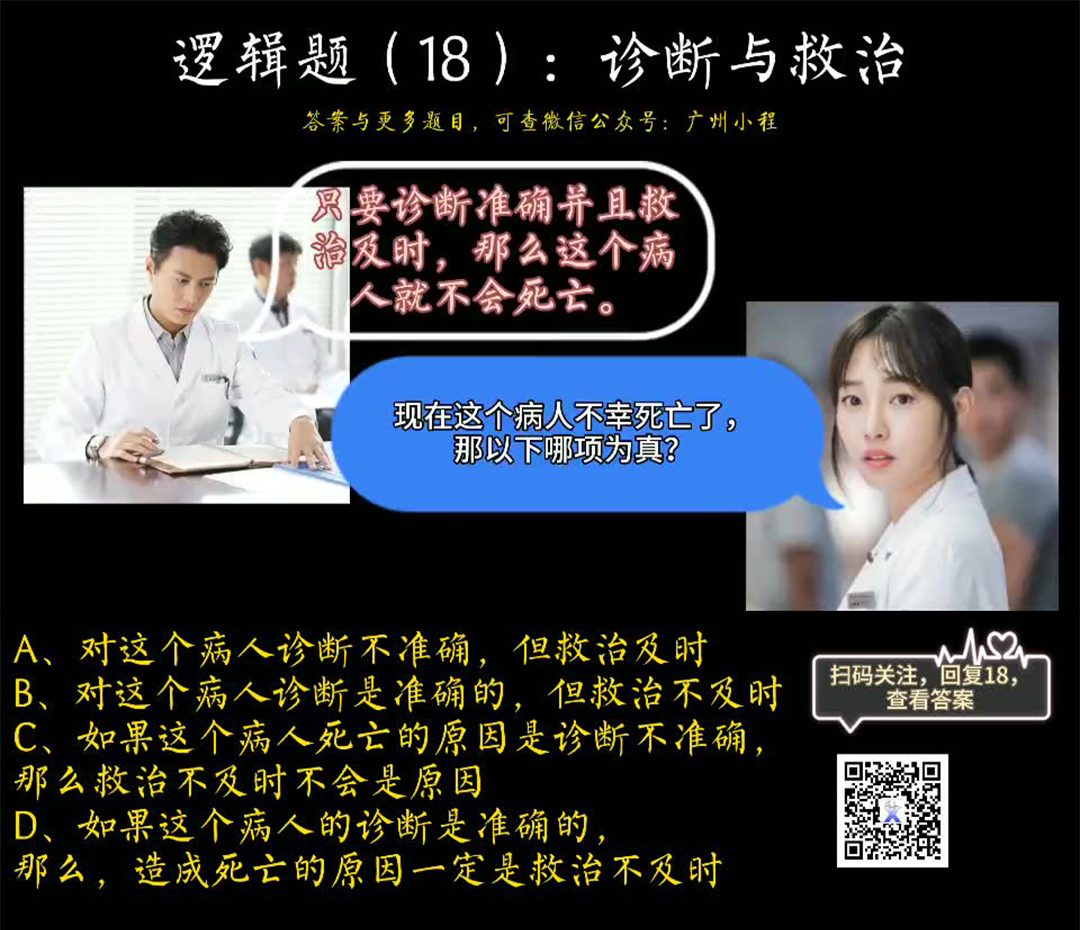 逻辑题（18）：诊断与救治
答案与更多题目，可查微信公众号：广州小程
只要诊断准确并且救
治及时，那么这个病
人就不会死亡。
现在这个病人不幸死亡了，
那以下哪项为真？
A、对这个病人诊断不准确，但救治及时
B、对这个病人诊断是准确的，但救治不及时
C、如果这个病人死亡的原因是诊断不准确，
那么救治不及时不会是原因
D、如果这个病人的诊断是准确的，
那么，造成死亡的原因一定是救治不及时
扫码关注，回复18，
查看答案